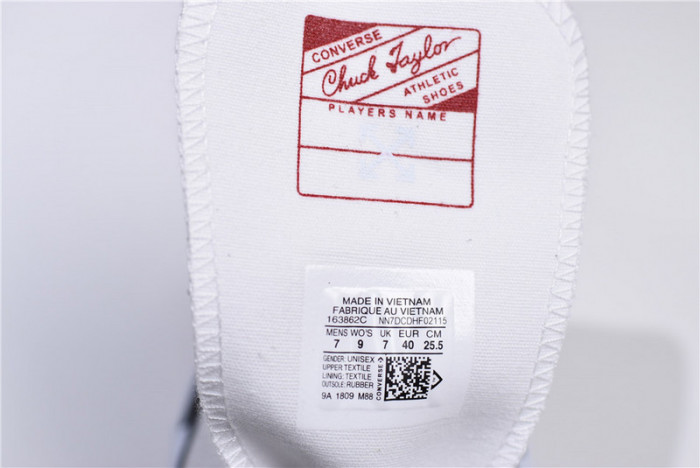 CONVERSE
Chuck Taylor
ATHLETIC
SHOES
PLAYERS NAME
MADE IN VIETNAM
FABRIQUE AU VIETNAM
163862C NN7DCDHF02115
MENS WO'S UK EUR CM
7 9 7 40 25.5
GENDER: UNISEX
UPPER:TEXTILE
LINING: TEXTILE
OUTSOLE: RUBBER
9A 1809 M88
CONVERSE